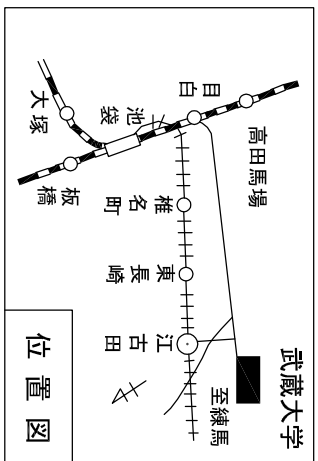 武蔵大学
至練馬
高田馬場
目白
池袋
大塚
板橋
椎名町
東長崎
江古田
位置図